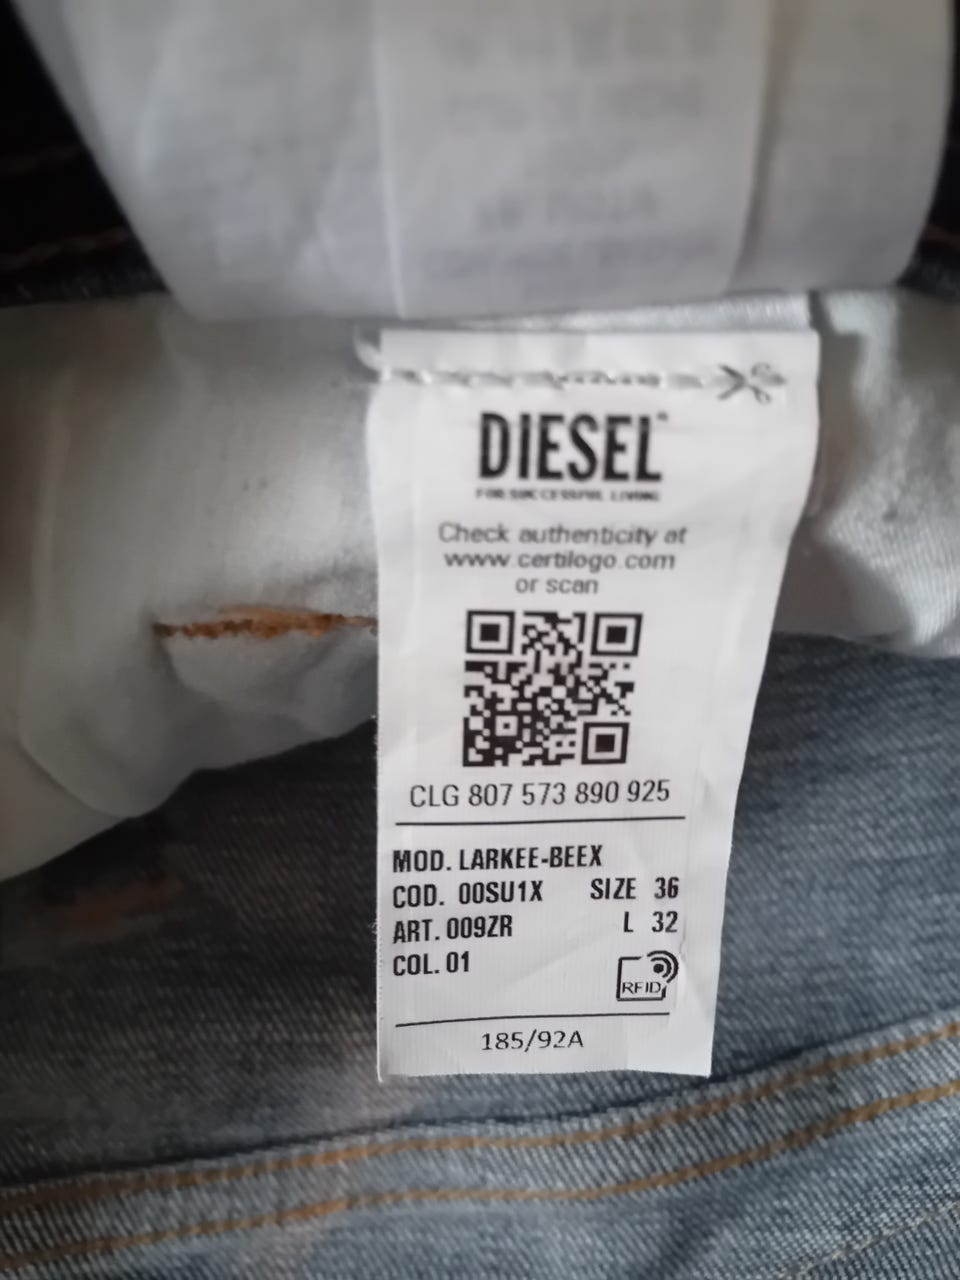 DIESEL
FOR SUCCESSFUL LIVING
Check authenticity at
www.certilogo.com
or scan
CLG 807 573 890 925
MOD. LARKEE-BEEX
COD. 00SU1X SIZE 36
ART. 009ZR L 32
COL. 01
RFID
185/92A